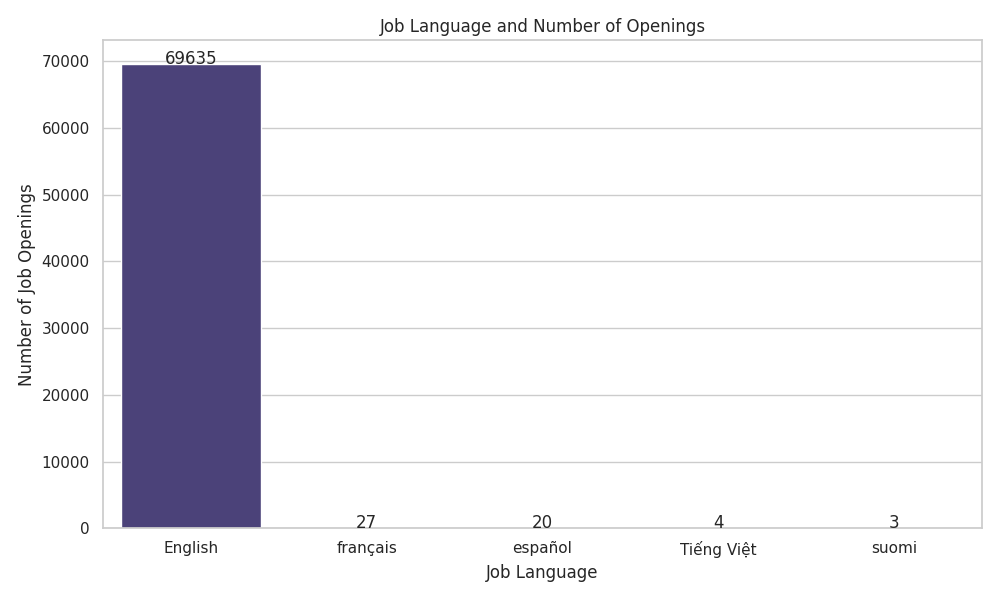 Job Language and Number of Openings
70000
60000
50000
40000
30000
20000
10000
0
Number of Job Openings
69635
27
20
4
3
English
français
español
Tiếng Việt
suomi
Job Language